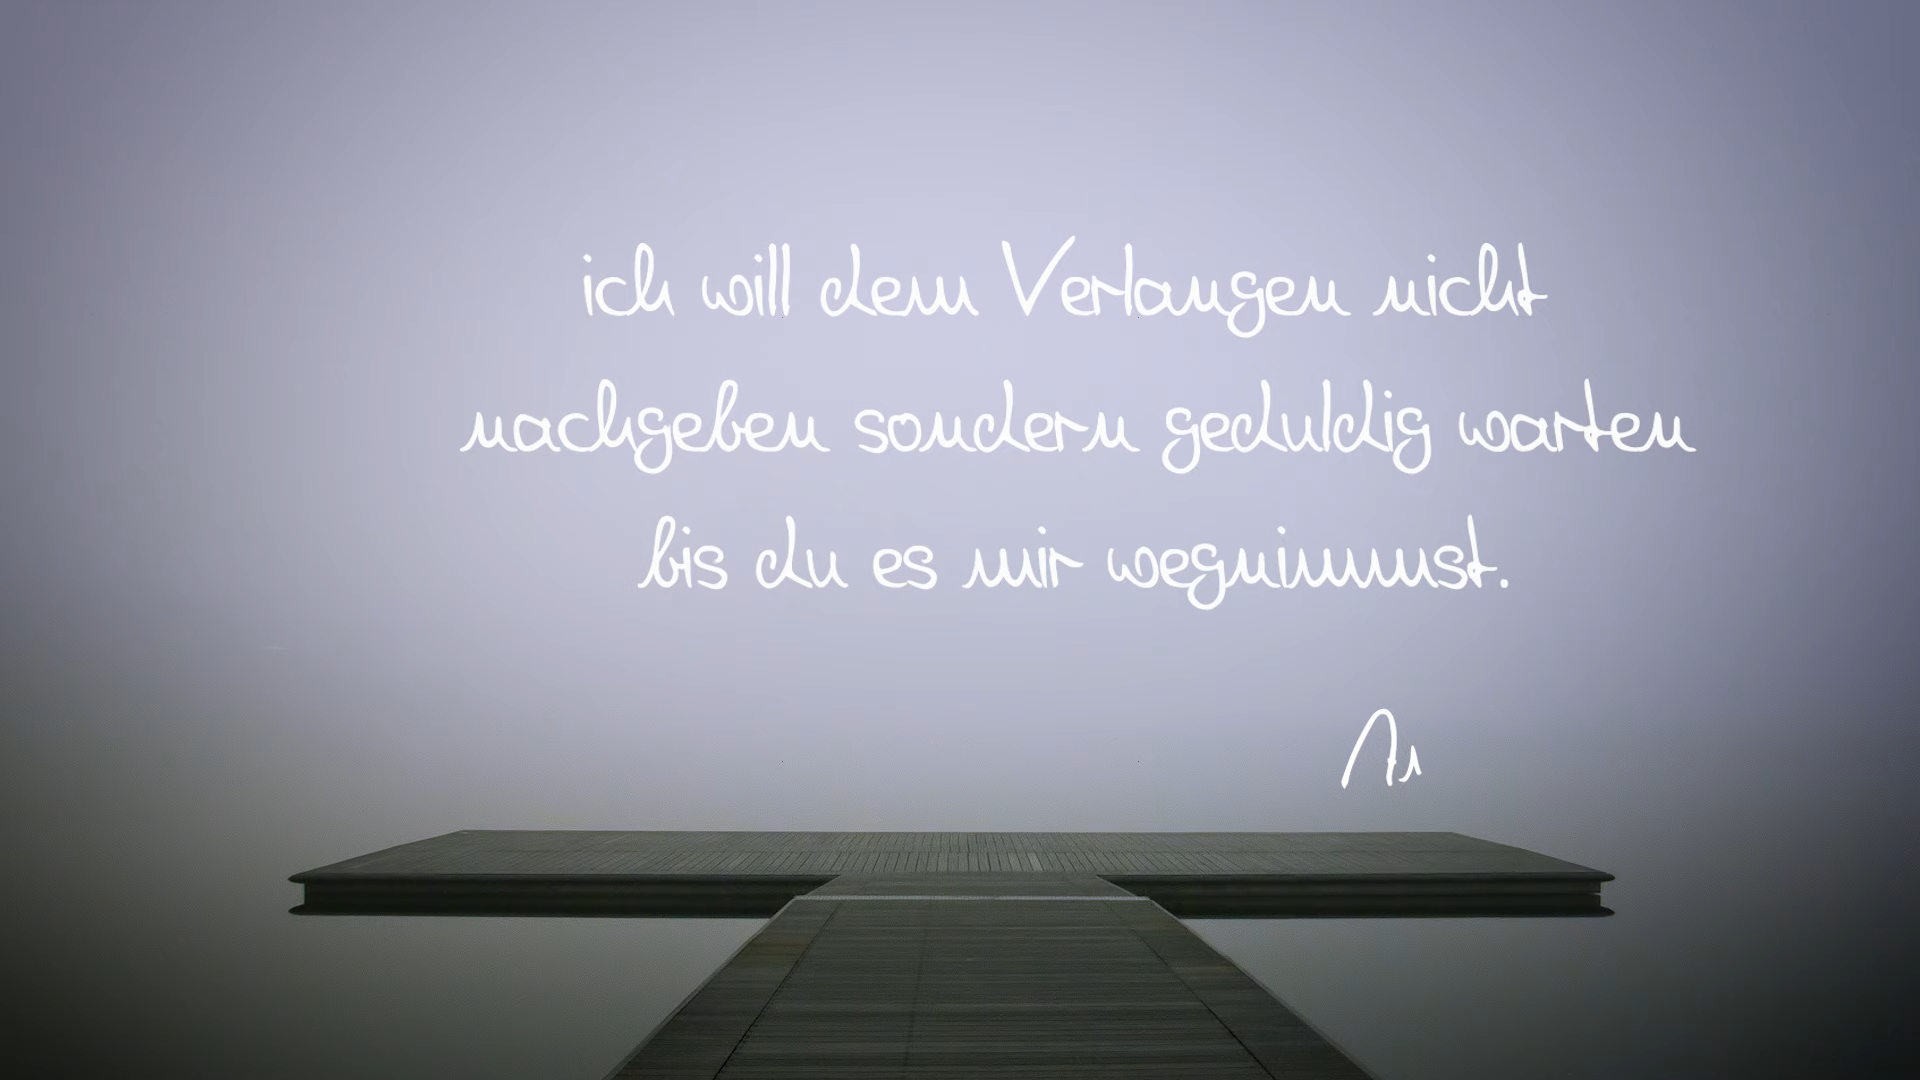 ich will dem Verlangen nicht
nachgeben sondern geduldig warten
bis du es mir wegnimmst.